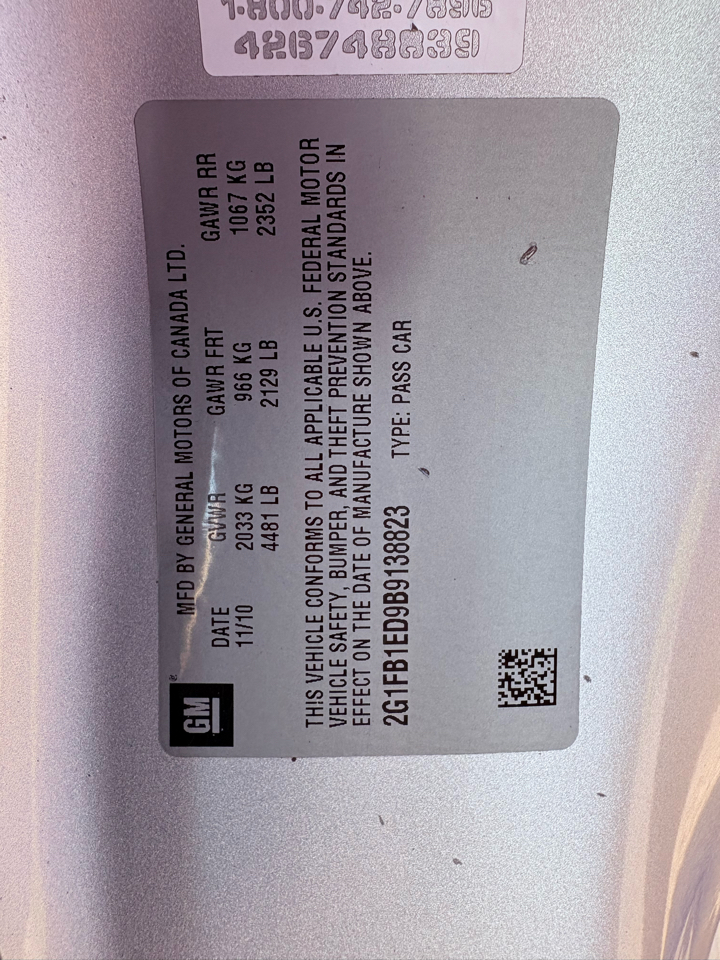 1-800-742-7896
426748839
MFD BY GENERAL MOTORS OF CANADA LTD.
DATE GVWR GAWR FRT GAWR RR
11/10 2033 KG 966 KG 1067 KG
4481 LB 2129 LB 2352 LB
THIS VEHICLE CONFORMS TO ALL APPLICABLE U.S. FEDERAL MOTOR
VEHICLE SAFETY, BUMPER, AND THEFT PREVENTION STANDARDS IN
EFFECT ON THE DATE OF MANUFACTURE SHOWN ABOVE.
2G1FB1ED9B9138823 TYPE: PASS CAR
GM